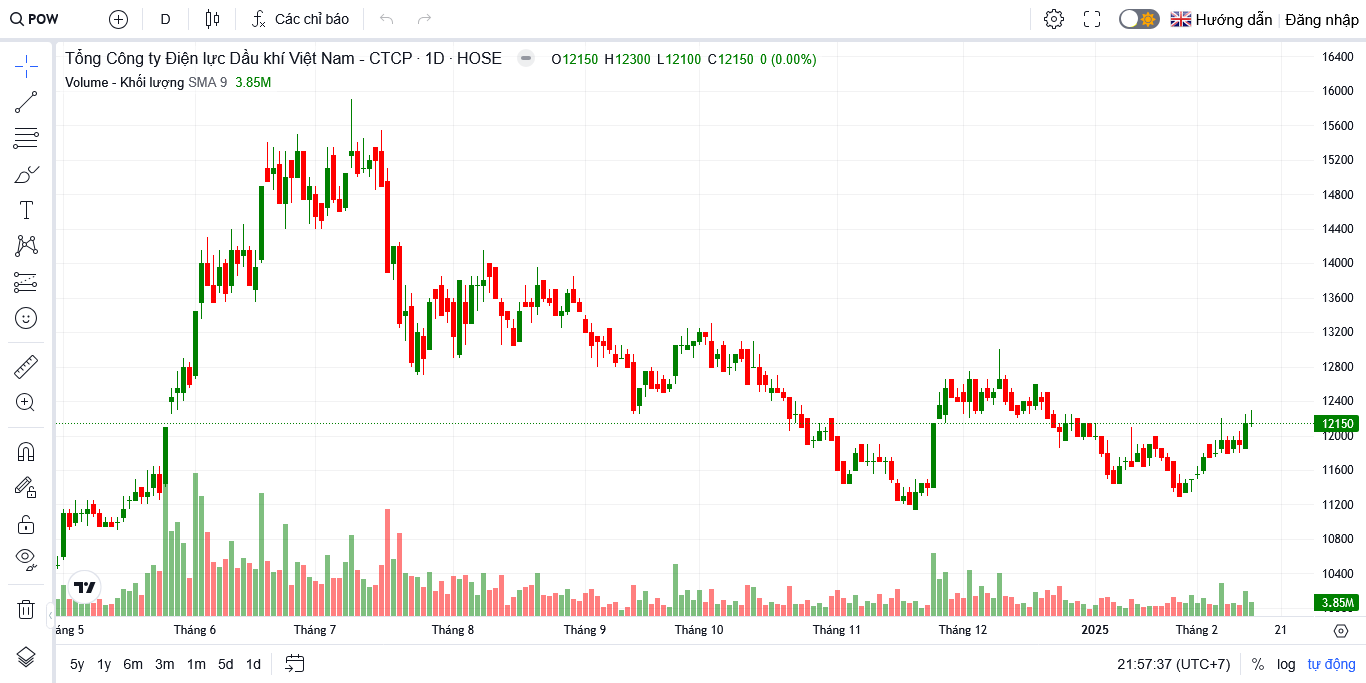 POW D Các chỉ báo Hướng dẫn Đăng nhập
Tổng Công ty Điện lực Dầu khí Việt Nam - CTCP · 1D · HOSE O12150 H12300 L12100 C12150 0 (0.00%)
Volume - Khối lượng SMA 9 3.85M
16400
16000
15600
15200
14800
14400
14000
13600
13200
12800
12400
12150
12000
11600
11200
10800
10400
3.85M
áng 5 Tháng 6 Tháng 7 Tháng 8 Tháng 9 Tháng 10 Tháng 11 Tháng 12 2025 Tháng 2 21
5y 1y 6m 3m 1m 5d 1d 21:57:37 (UTC+7) % log tự động